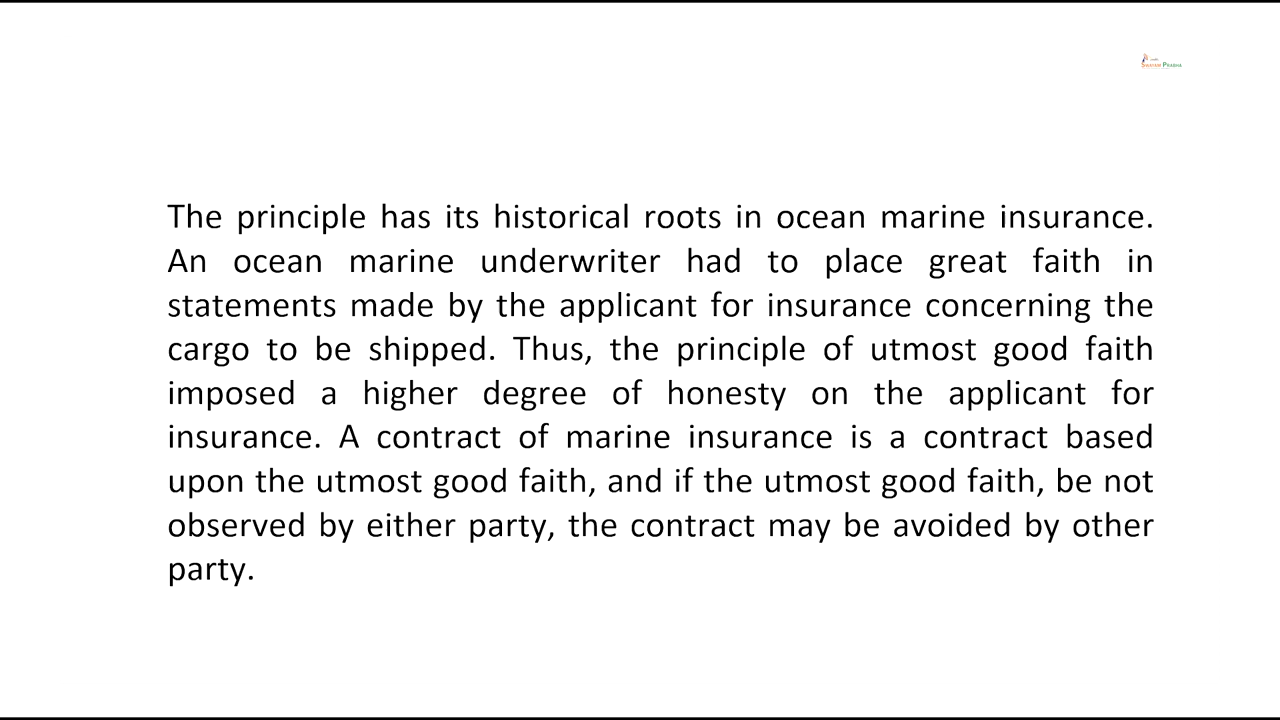 SWAYAM PRABHA
The principle has its historical roots in ocean marine insurance.
An ocean marine underwriter had to place great faith in
statements made by the applicant for insurance concerning the
cargo to be shipped. Thus, the principle of utmost good faith
imposed a higher degree of honesty on the applicant for
insurance. A contract of marine insurance is a contract based
upon the utmost good faith, and if the utmost good faith, be not
observed by either party, the contract may be avoided by other
party.